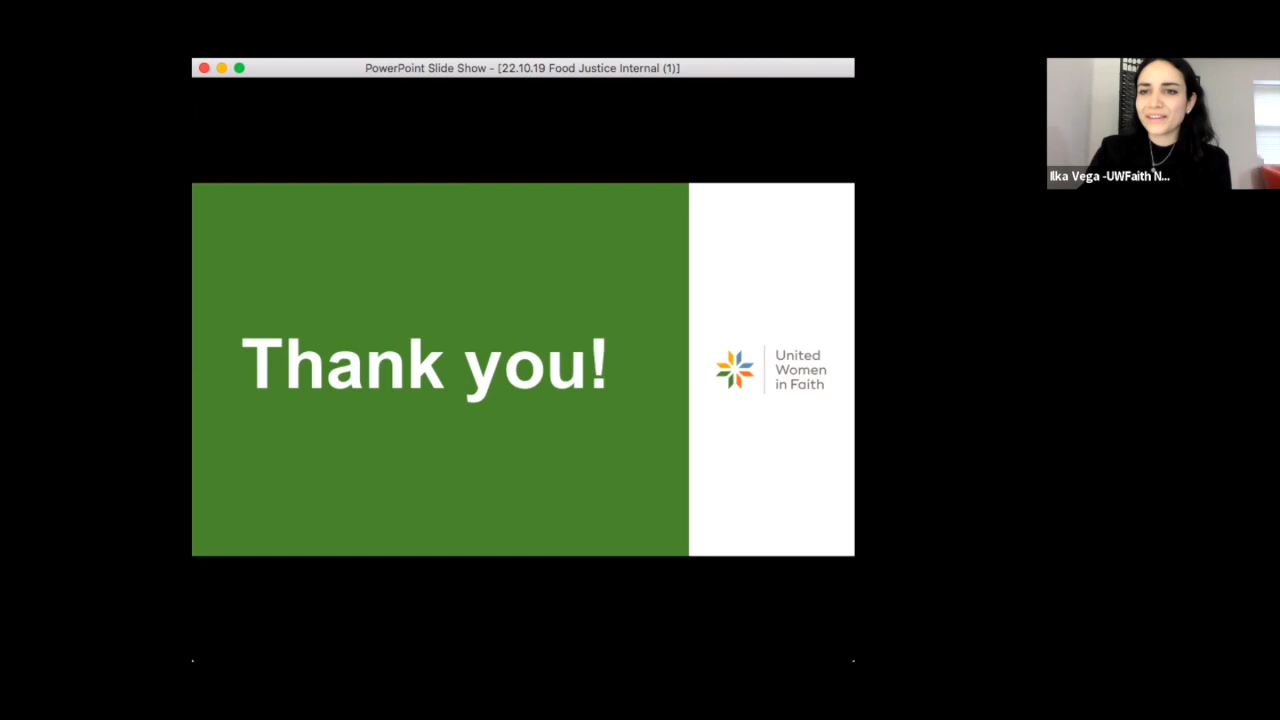 PowerPoint Slide Show - [22.10.19 Food Justice Internal (1)]
Ilka Vega -UWFaith N...
Thank you!
United
Women
in Faith